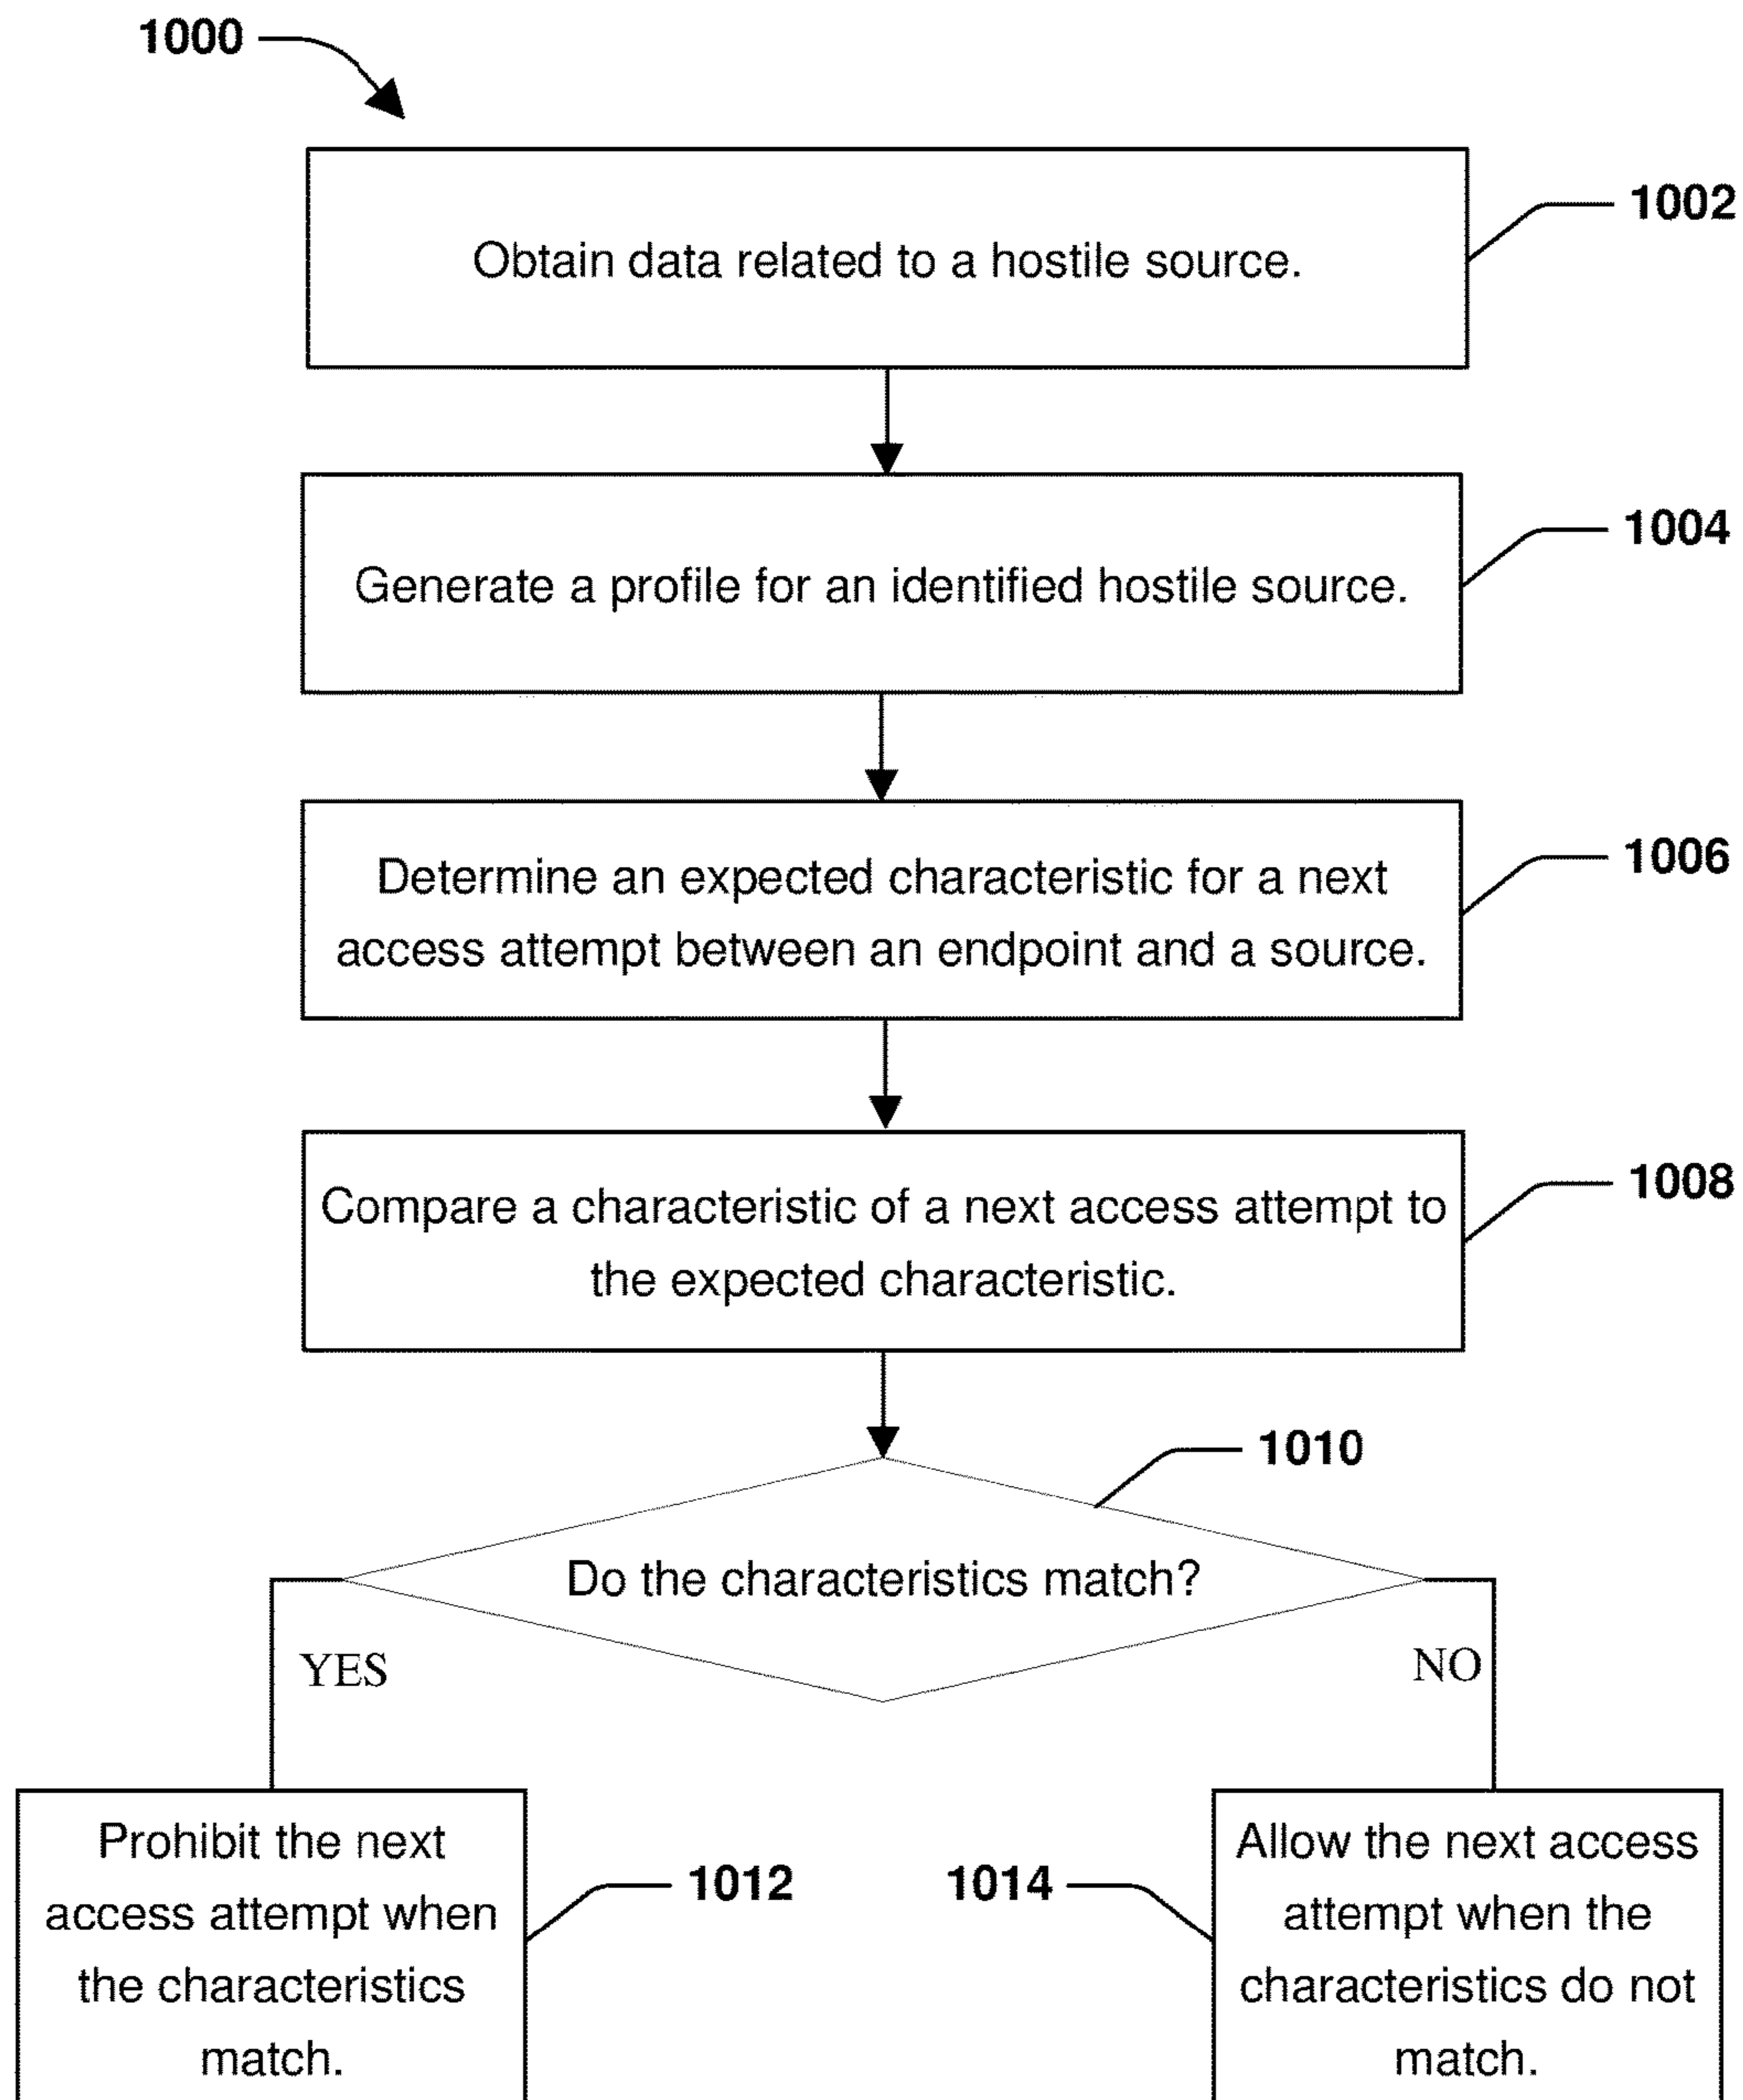 1000
1002
Obtain data related to a hostile source.
1004
Generate a profile for an identified hostile source.
1006
Determine an expected characteristic for a next
access attempt between an endpoint and a source.
1008
Compare a characteristic of a next access attempt to
the expected characteristic.
1010
Do the characteristics match?
YES
NO
Prohibit the next
access attempt when
the characteristics
match.
1012
1014
Allow the next access
attempt when the
characteristics do not
match.